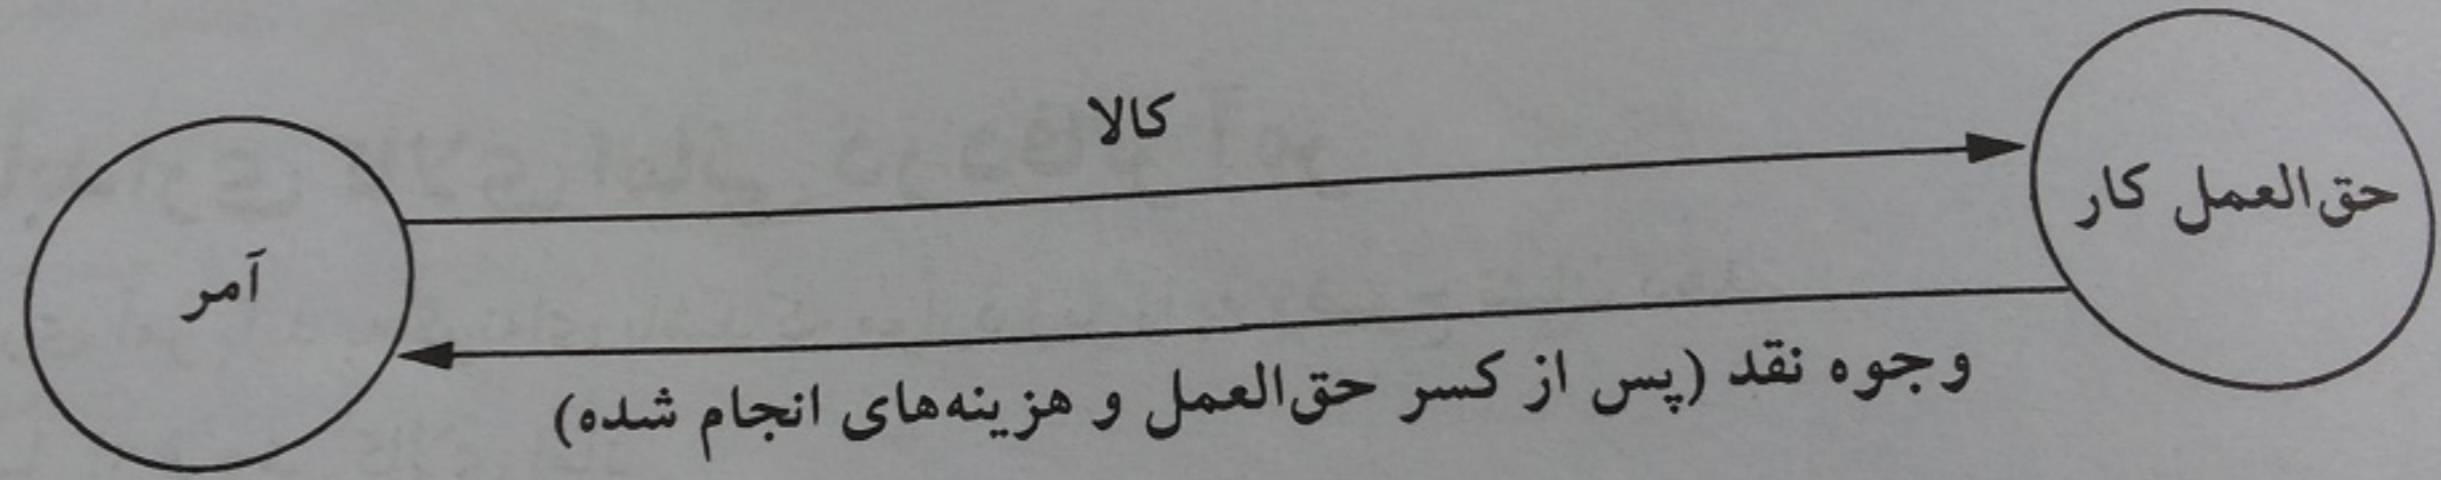 کالا
حق‌العمل کار
آمر
وجوه نقد (پس از کسر حق‌العمل و هزینه‌های انجام شده)